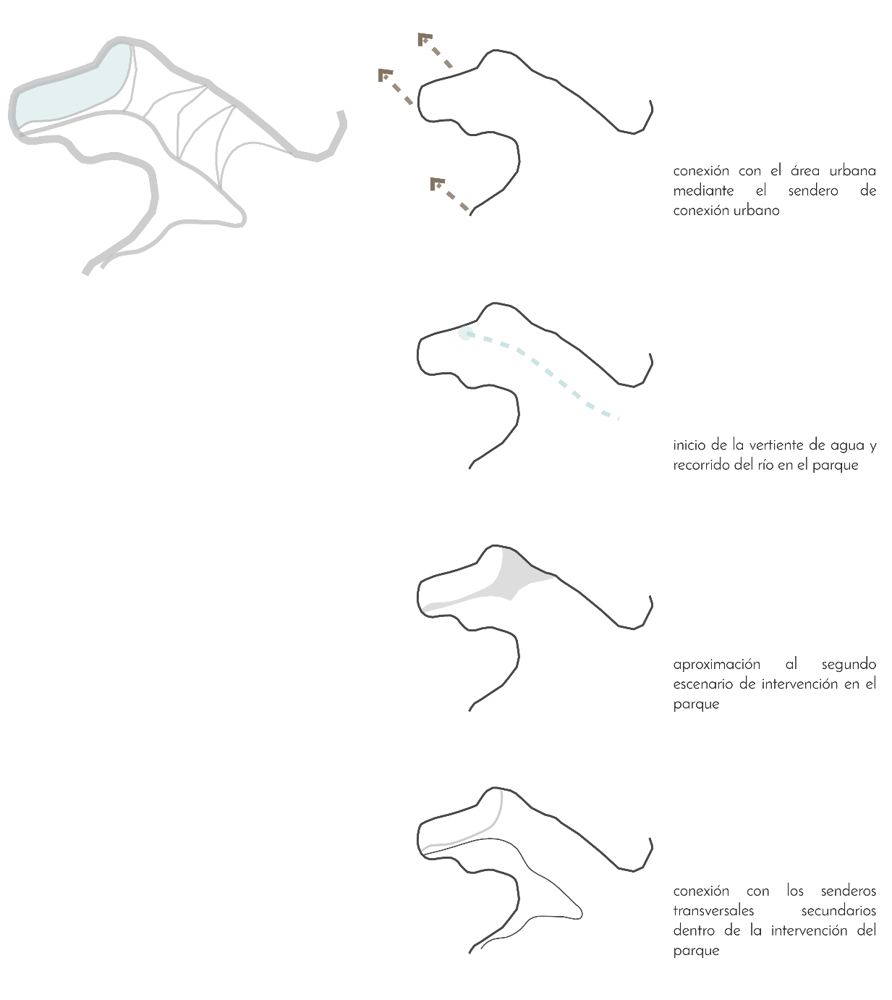 conexión con el área urbana
mediante el sendero de
conexión urbano
inicio de la vertiente de agua y
recorrido del río en el parque
aproximación al segundo
escenario de intervención en el
parque
conexión con los senderos
transversales secundarios
dentro de la intervención del
parque